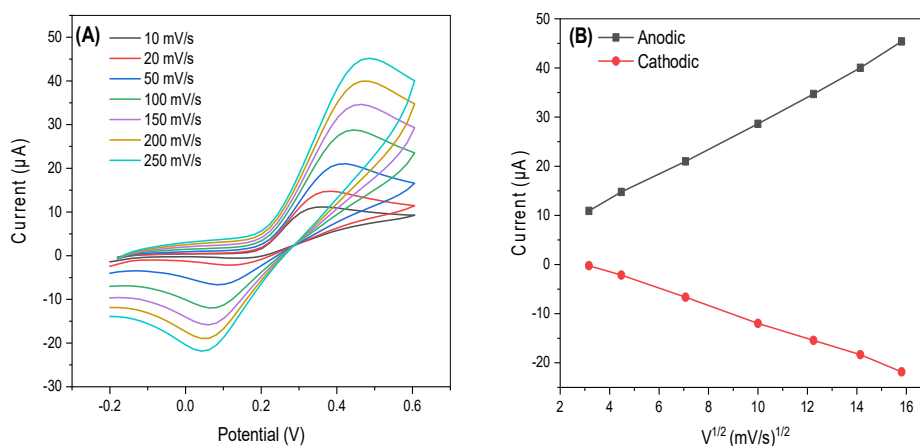 (A)
10 mV/s
20 mV/s
50 mV/s
100 mV/s
150 mV/s
200 mV/s
250 mV/s
50
40
30
20
10
0
-10
-20
-30
Current (µA)
-0.2 0.0 0.2 0.4 0.6
Potential (V)
(B)
Anodic
Cathodic
50
40
30
20
10
0
-10
-20
Current (µA)
2 4 6 8 10 12 14 16
V^1/2 (mV/s)^1/2